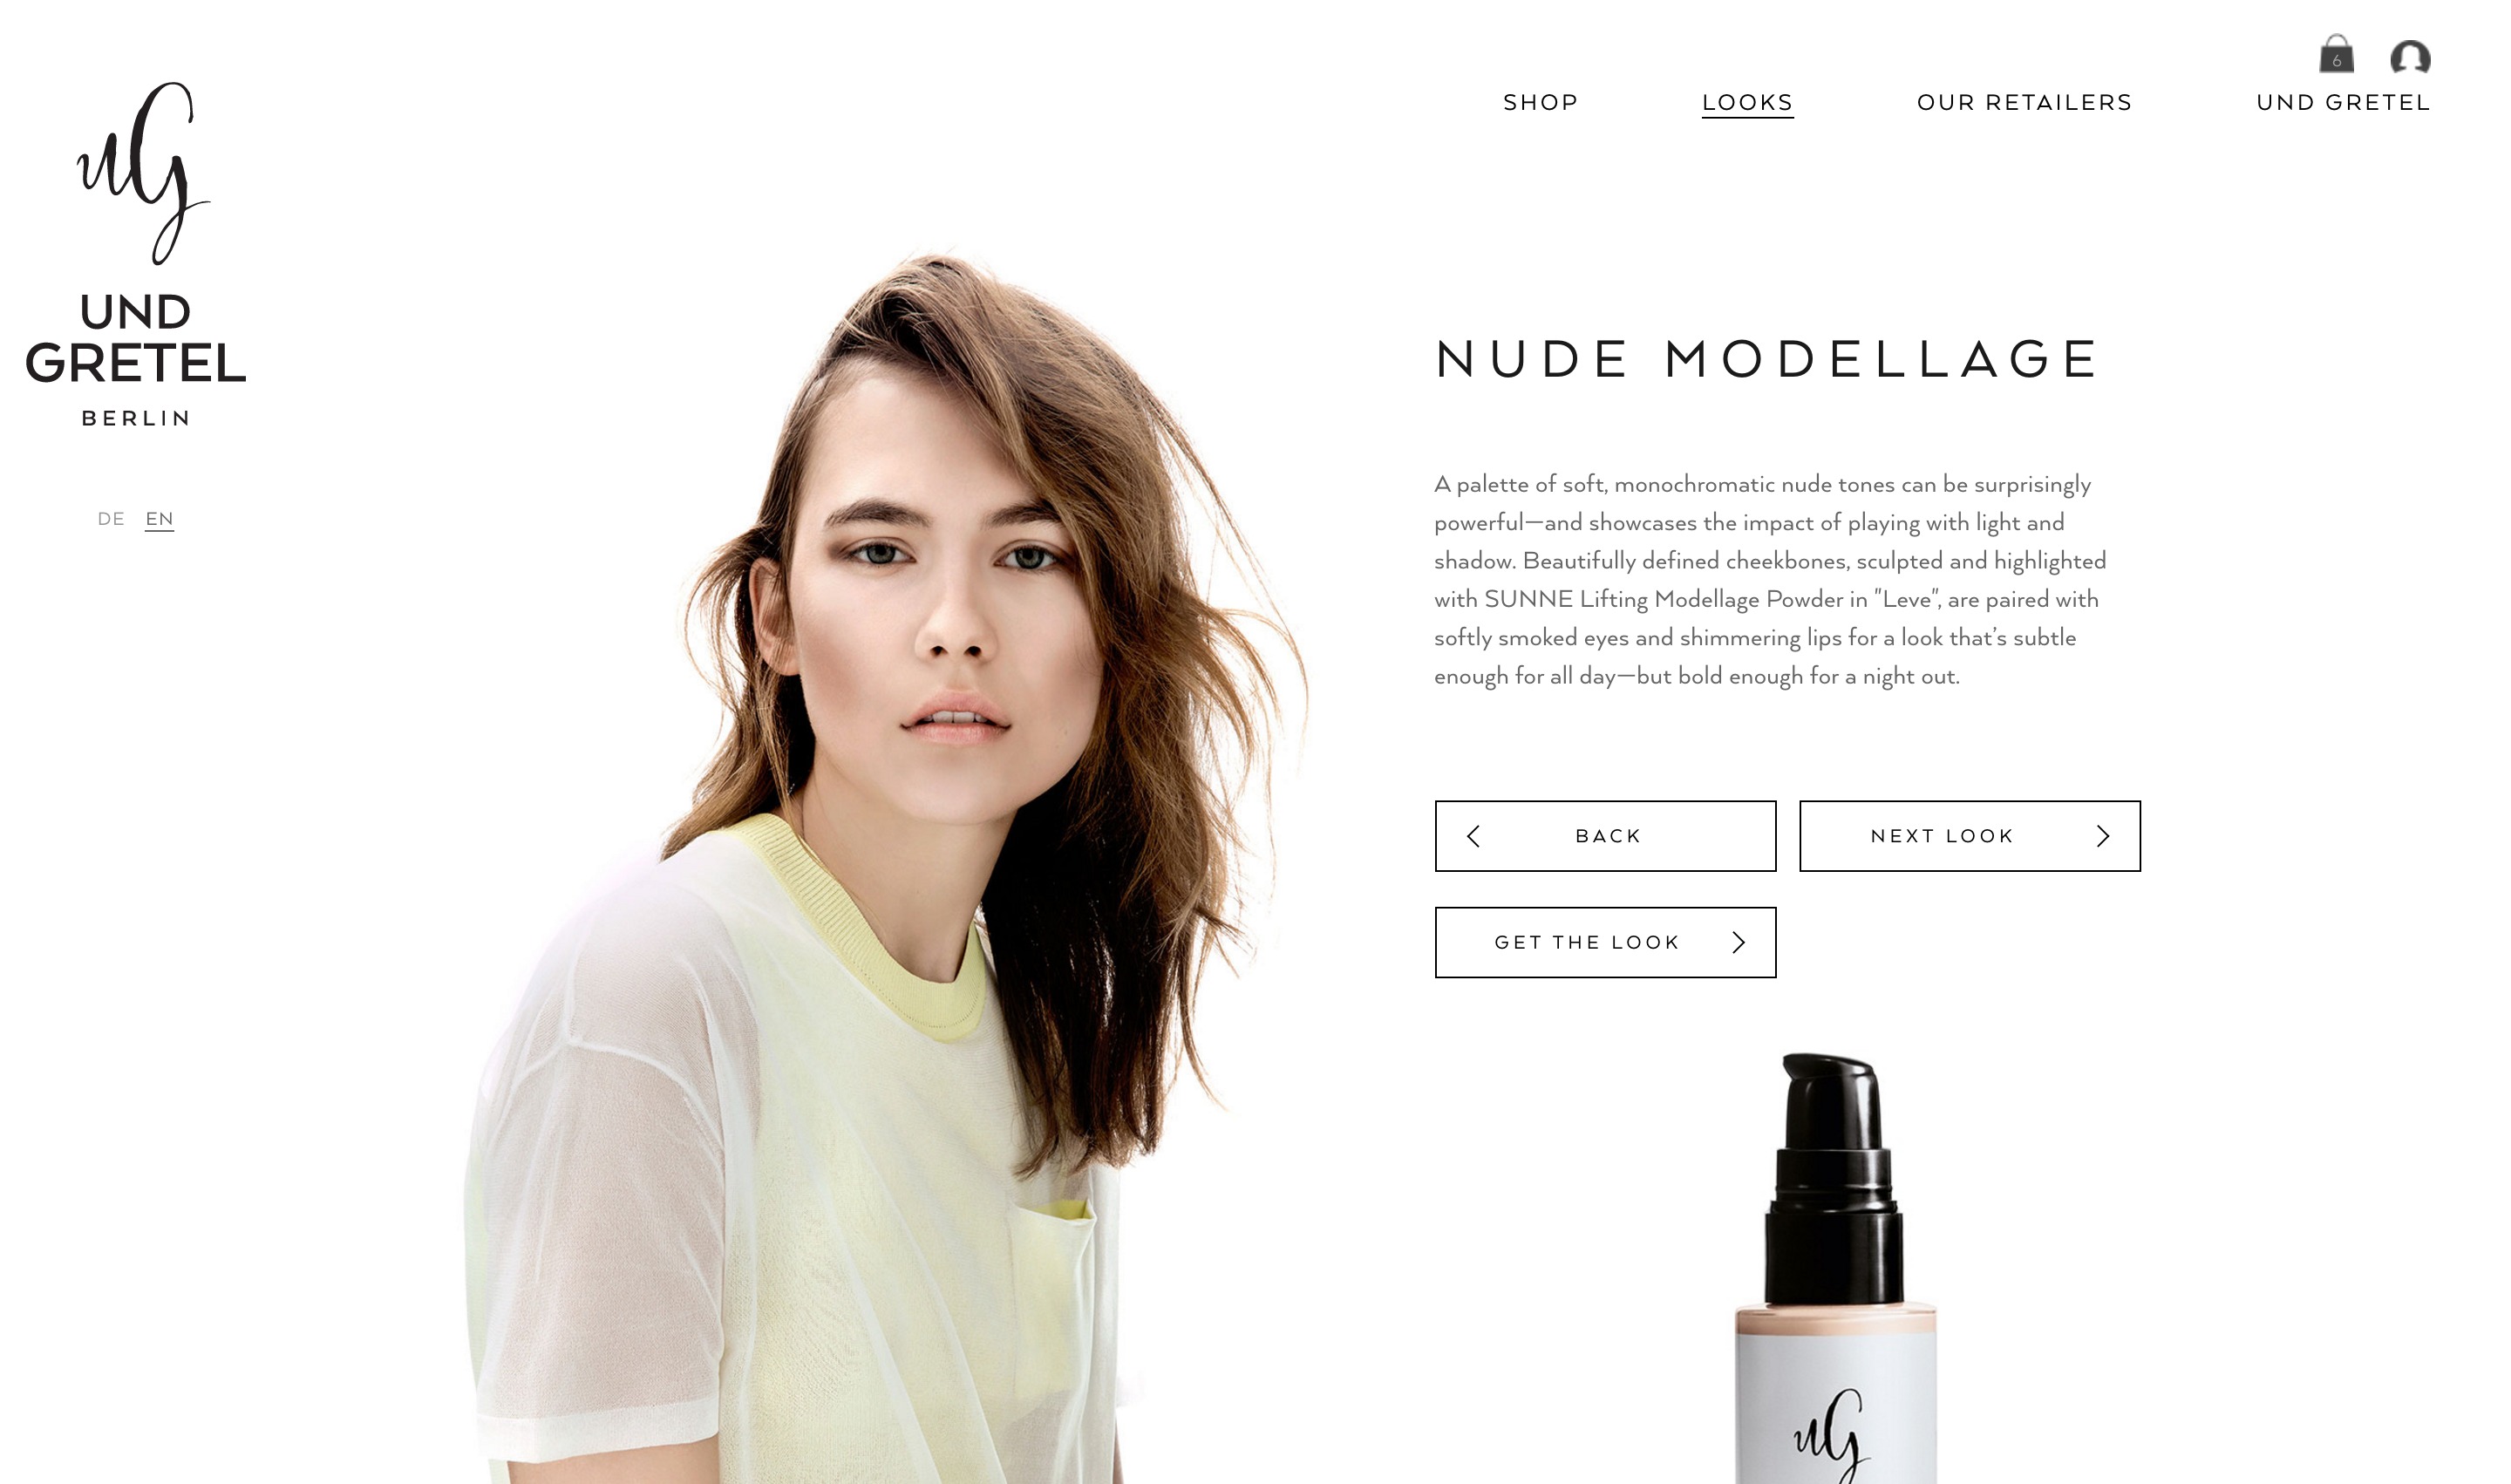 6
SHOP
LOOKS
OUR RETAILERS
UND GRETEL
uG
UND
GRETEL
BERLIN
DE EN
NUDE MODELLAGE
A palette of soft, monochromatic nude tones can be surprisingly
powerful—and showcases the impact of playing with light and
shadow. Beautifully defined cheekbones, sculpted and highlighted
with SUNNE Lifting Modellage Powder in "Leve", are paired with
softly smoked eyes and shimmering lips for a look that’s subtle
enough for all day—but bold enough for a night out.
BACK
NEXT LOOK
GET THE LOOK
uG